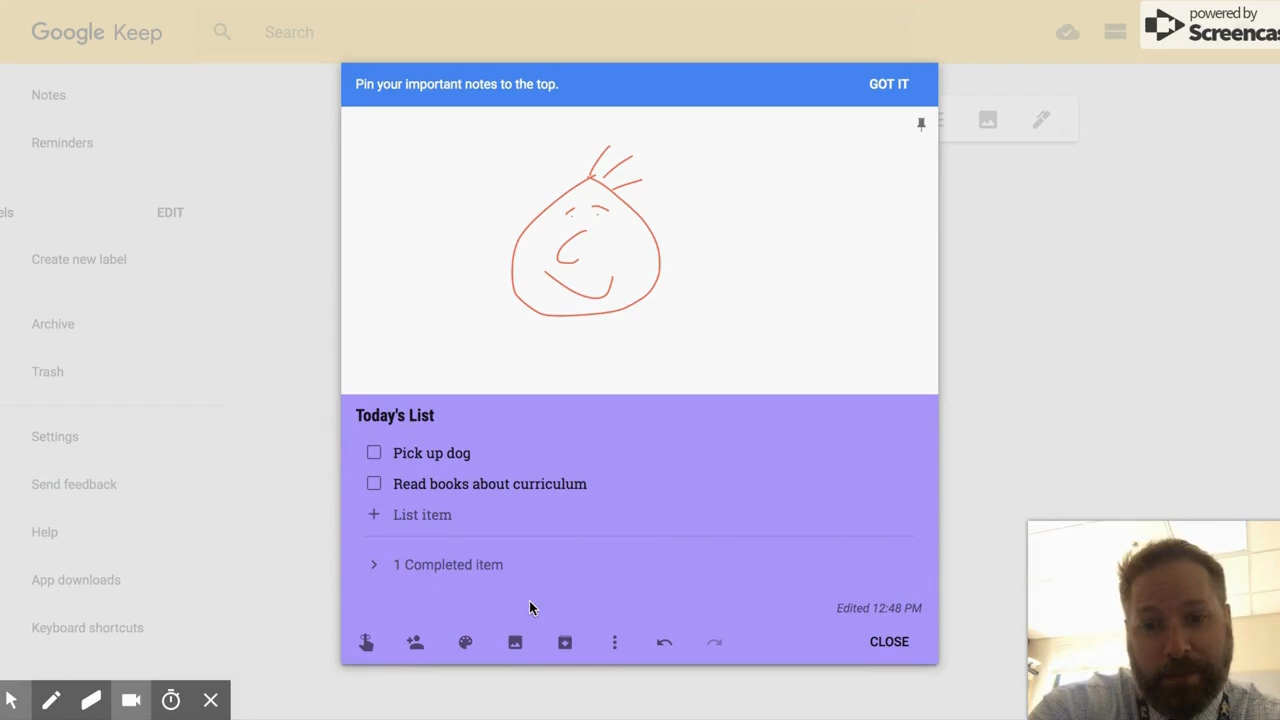 Google Keep
Search
powered by
Screencas
Pin your important notes to the top.
GOT IT
Notes
Reminders
els
EDIT
Create new label
Archive
Trash
Settings
Send feedback
Help
App downloads
Keyboard shortcuts
Today's List
Pick up dog
Read books about curriculum
+ List item
1 Completed item
Edited 12:48 PM
CLOSE